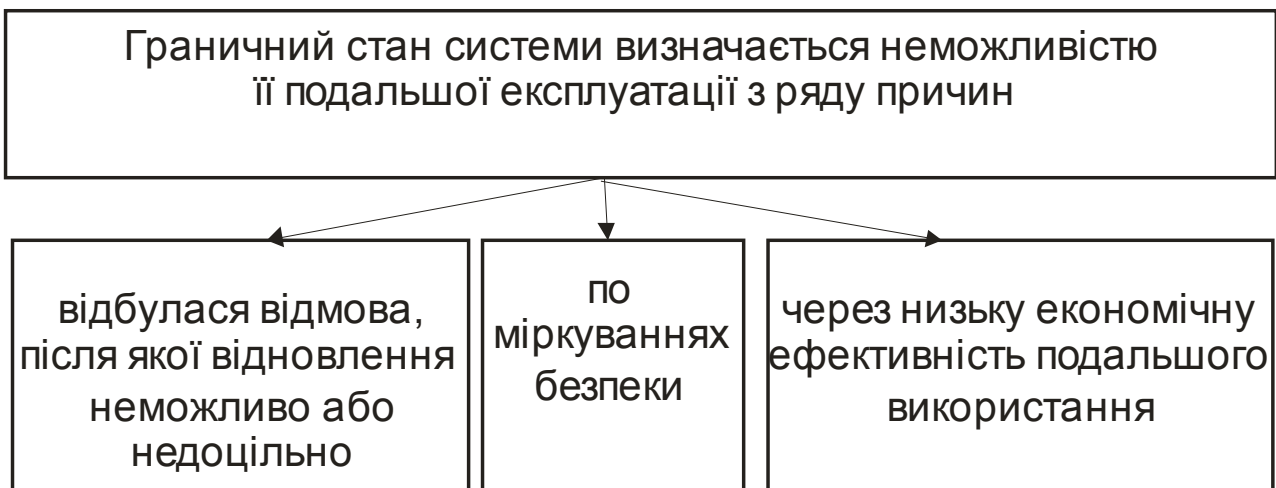 Граничний стан системи визначається неможливістю
її подальшої експлуатації з ряду причин
відбулася відмова,
після якої відновлення
неможливо або
недоцільно
по
міркуваннях
безпеки
через низьку економічну
ефективність подальшого
використання